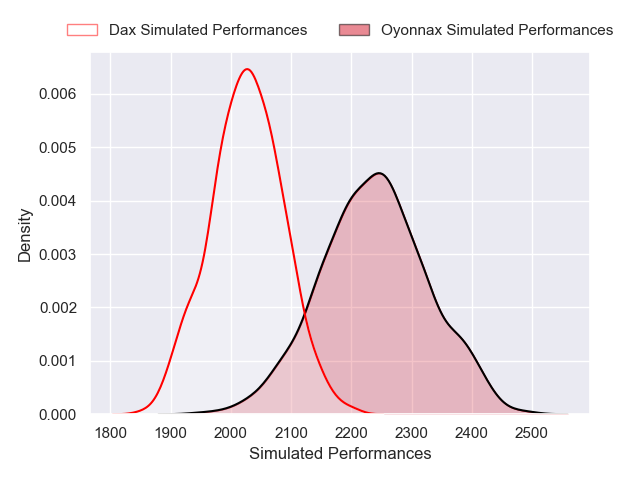 Dax Simulated Performances Oyonnax Simulated Performances
0.006
0.005
0.004
0.003
0.002
0.001
0.000
Density
1800 1900 2000 2100 2200 2300 2400 2500
Simulated Performances